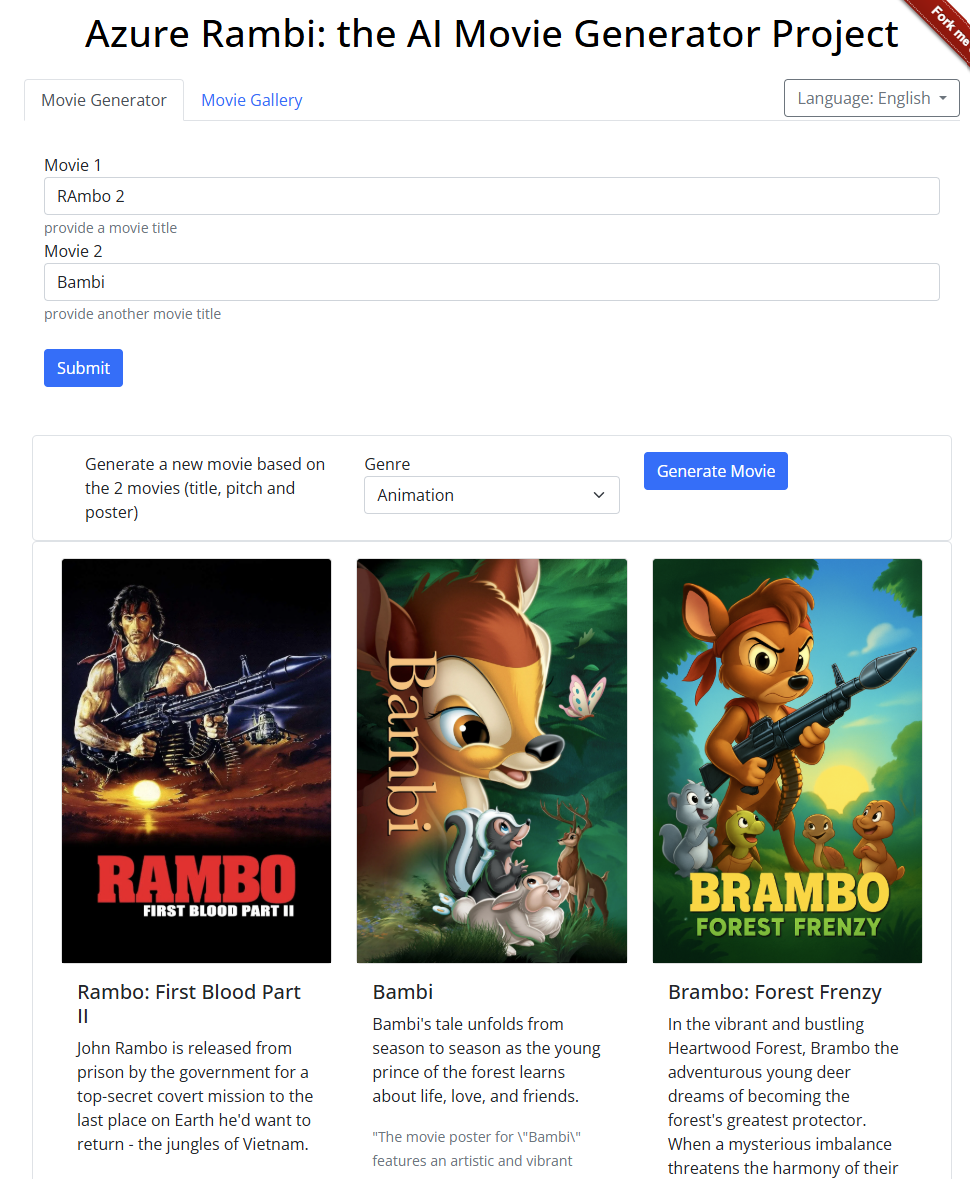 Azure Rambi: the AI Movie Generator Project
Fork me
Movie Generator
Movie Gallery
Language: English
Movie 1
RAmbo 2
provide a movie title
Movie 2
Bambi
provide another movie title
Submit
Generate a new movie based on
the 2 movies (title, pitch and
poster)
Genre
Animation
Generate Movie
RAMBO
FIRST BLOOD PART II
Bambi
BRAMBO
FOREST FRENZY
Rambo: First Blood Part
II
John Rambo is released from
prison by the government for a
top-secret covert mission to the
last place on Earth he'd want to
return - the jungles of Vietnam.
Bambi
Bambi's tale unfolds from
season to season as the young
prince of the forest learns
about life, love, and friends.
"The movie poster for \"Bambi\"
features an artistic and vibrant
Brambo: Forest Frenzy
In the vibrant and bustling
Heartwood Forest, Brambo the
adventurous young deer
dreams of becoming the
forest's greatest protector.
When a mysterious imbalance
threatens the harmony of their